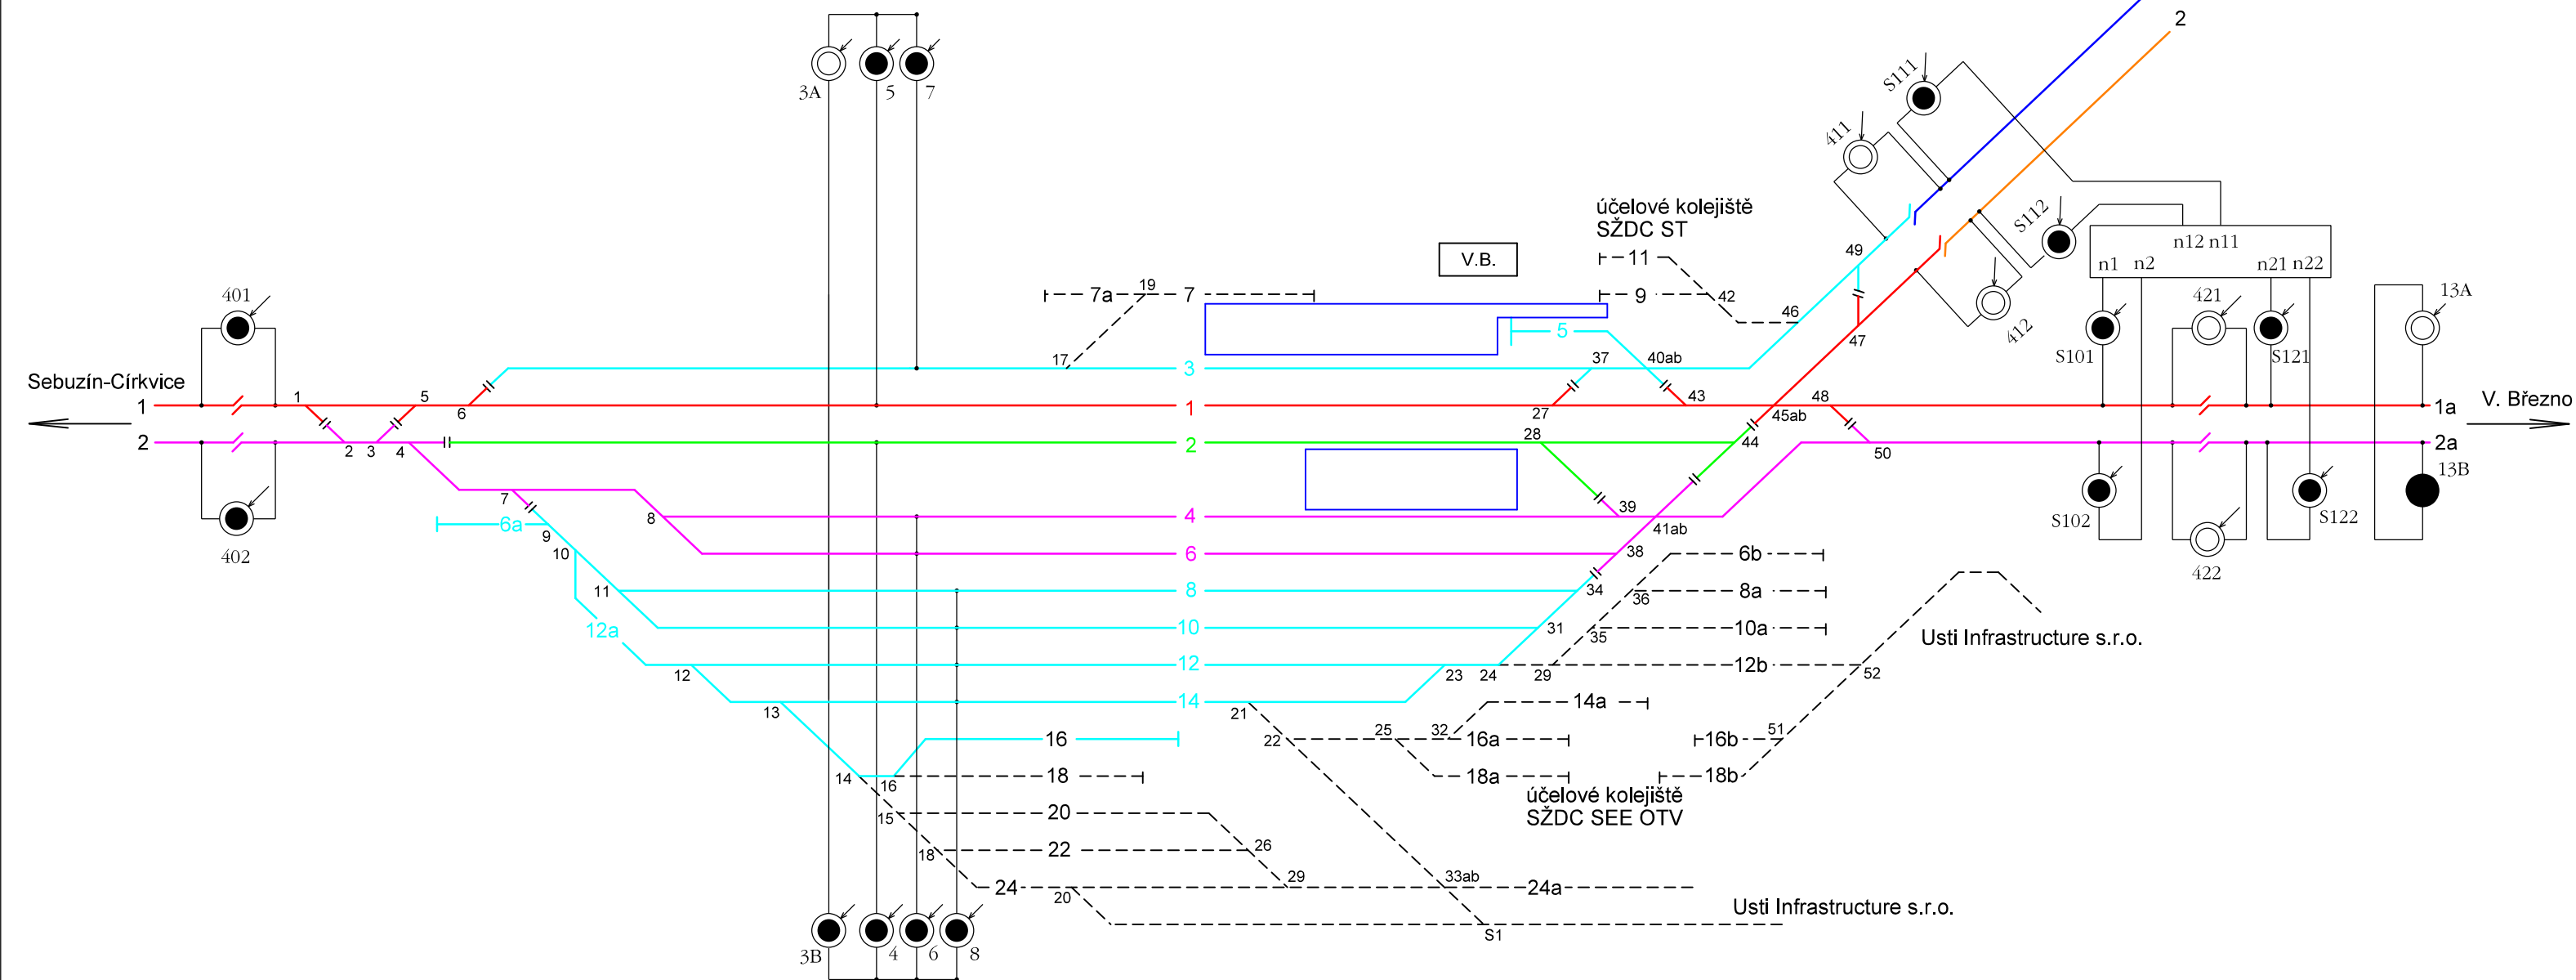 2
3A
5
7
S111
411
S112
412
účelové kolejiště
SŽDC ST
V.B.
11
9
42
46
49
47
n12 n11
n1
n2
n21 n22
401
421
13A
S101
S121
7a
19
7
17
5
3
37
40ab
Sebuzín-Církvice
1
1
5
6
1
27
43
45ab
48
1a
V. Březno
2
2
3
4
2
28
44
50
2a
13B
402
7
8
6a
9
10
4
39
41ab
S102
S122
422
6
38
6b
11
8
34
36
8a
12a
10
31
35
10a
Usti Infrastructure s.r.o.
12
12
23
24
29
12b
52
13
14
21
14a
22
25
32
16
16a
16b
51
14
16
18
18a
18b
účelové kolejiště
SŽDC SEE OTV
15
20
18
22
26
24
20
29
33ab
24a
Usti Infrastructure s.r.o.
S1
3B
4
6
8